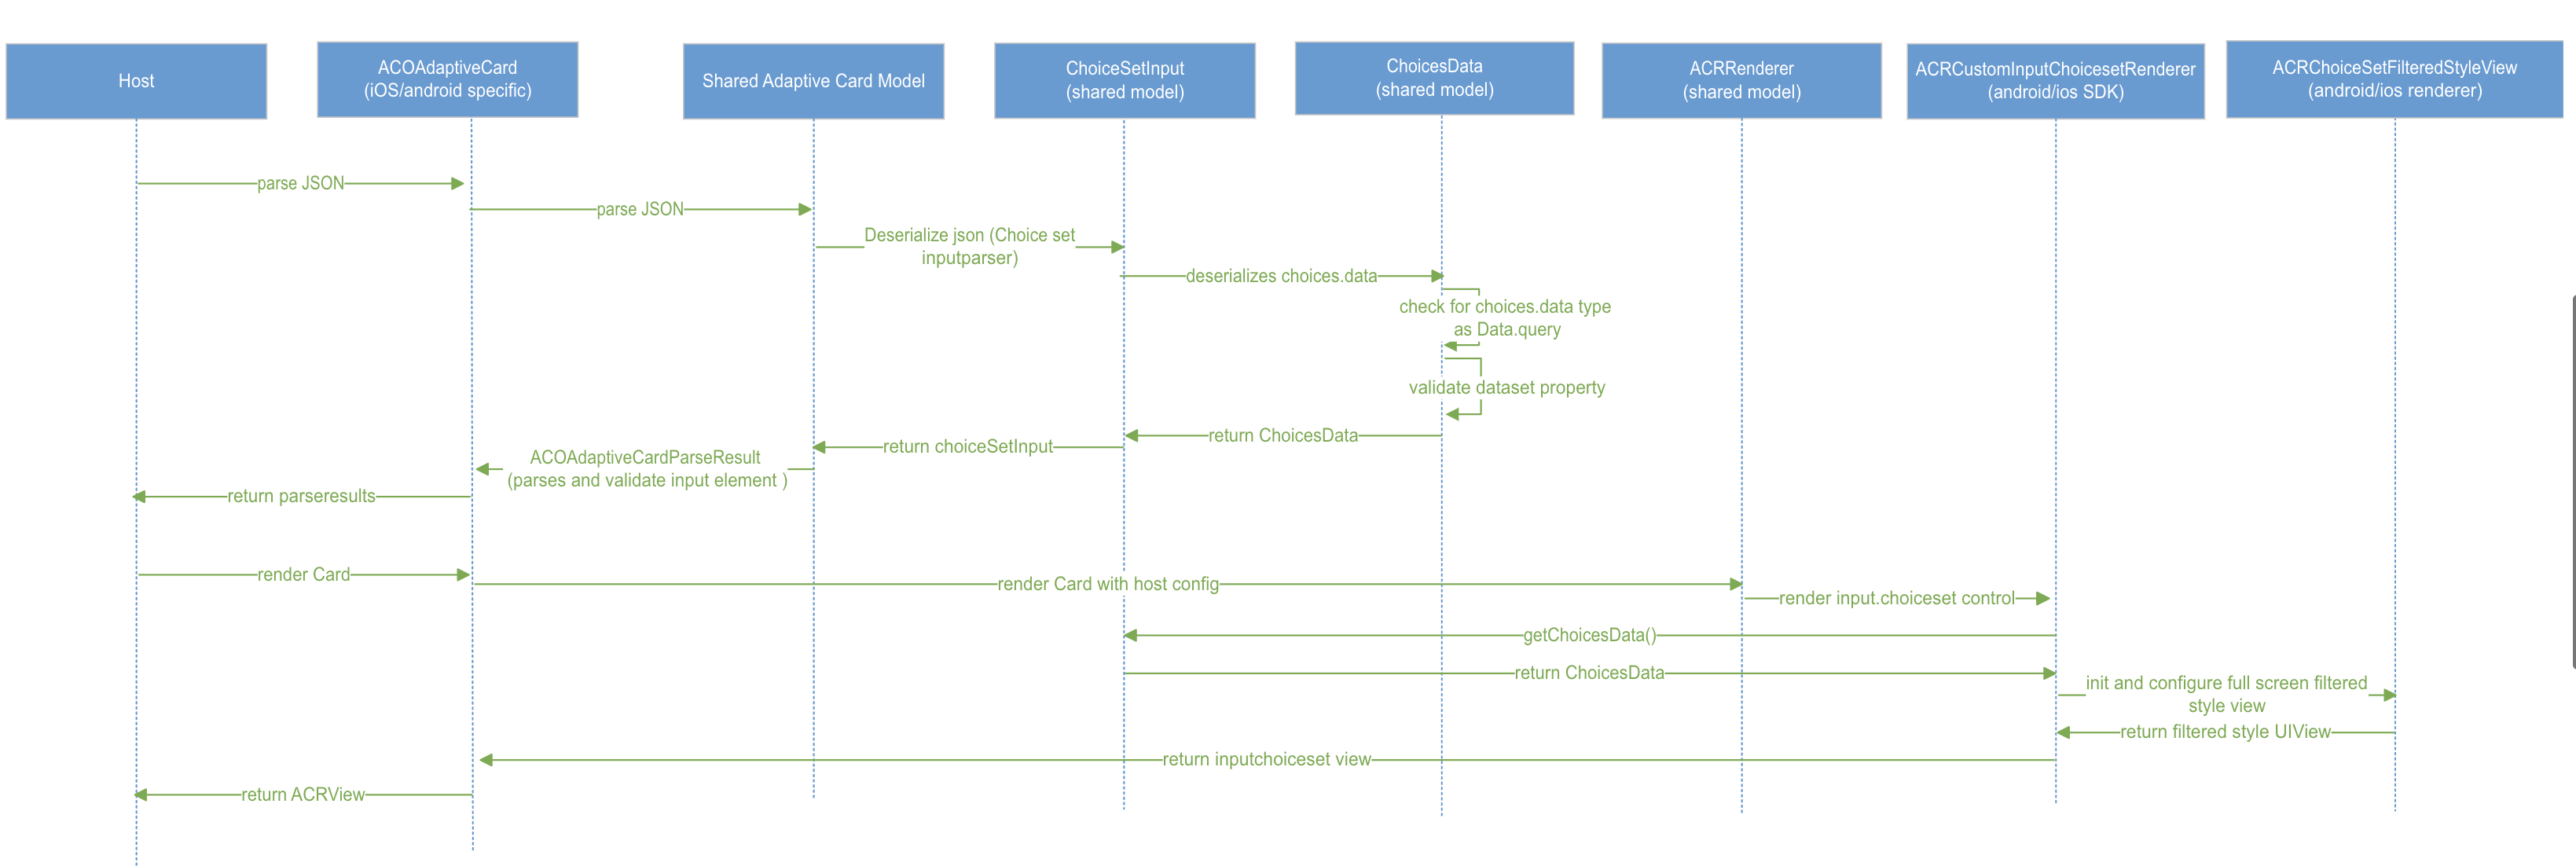 Host
ACOAdaptiveCard
(iOS/android specific)
Shared Adaptive Card Model
ChoiceSetInput
(shared model)
ChoicesData
(shared model)
ACRRenderer
(shared model)
ACRCustomInputChoicesetRenderer
(android/ios SDK)
ACRChoiceSetFilteredStyleView
(android/ios renderer)
parse JSON
parse JSON
Deserialize json (Choice set
inputparser)
deserializes choices.data
check for choices.data type
as Data.query
validate dataset property
return ChoicesData
return choiceSetInput
ACOAdaptiveCardParseResult
(parses and validate input element )
return parseresults
render Card
render Card with host config
render input.choiceset control
getChoicesData()
return ChoicesData
init and configure full screen filtered
style view
return filtered style UIView
return inputchoiceset view
return ACRView